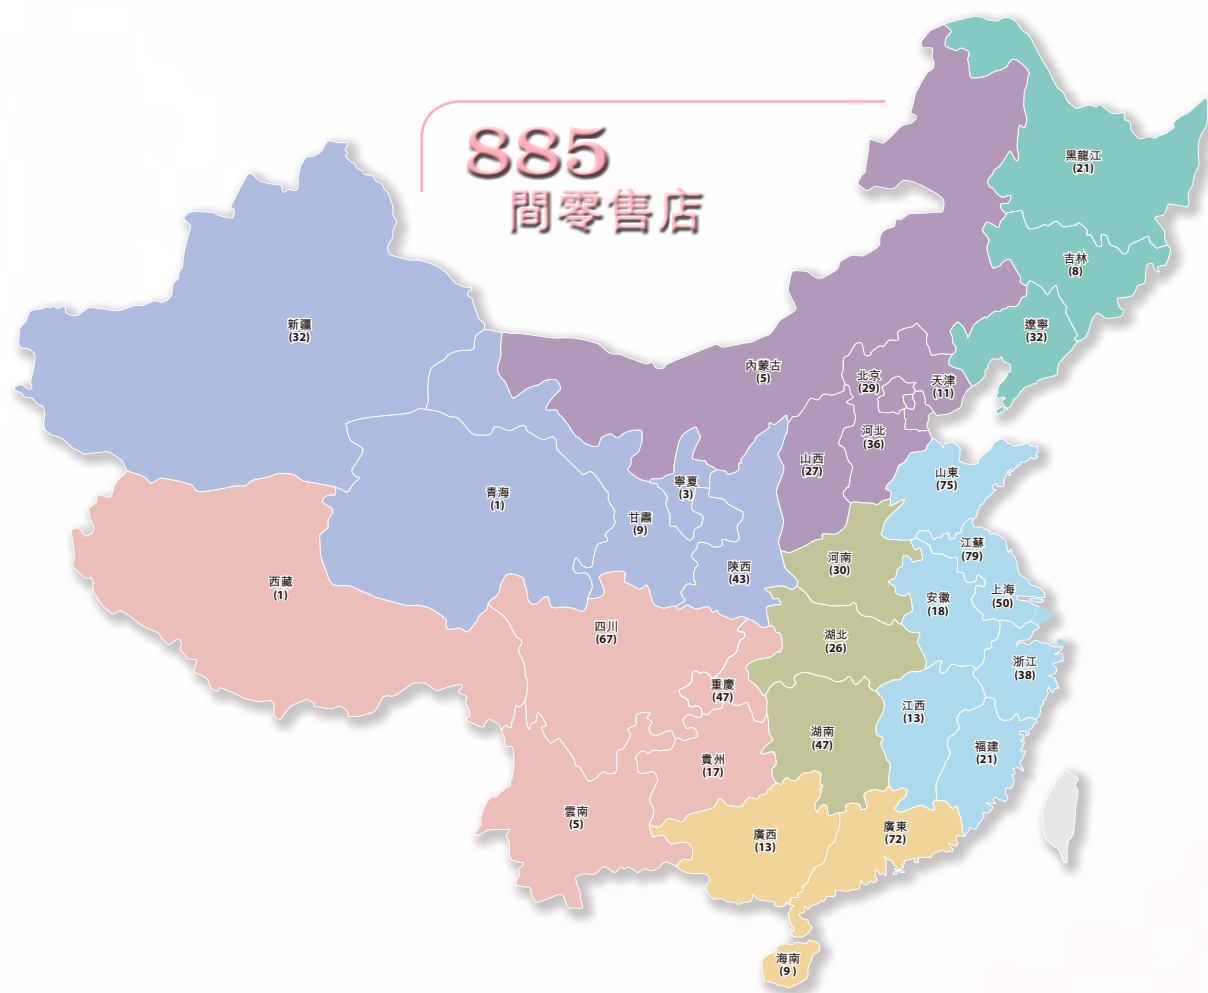 885
間零售店
黑龍江
(21)
吉林
(8)
遼寧
(32)
新疆
(32)
內蒙古
(5)
北京
(29)
天津
(11)
河北
(36)
山西
(27)
山東
(75)
青海
(1)
寧夏
(3)
甘肅
(9)
陝西
(43)
河南
(30)
江蘇
(79)
上海
(50)
安徽
(18)
西藏
(1)
四川
(67)
湖北
(26)
浙江
(38)
重慶
(47)
江西
(13)
湖南
(47)
福建
(21)
貴州
(17)
雲南
(5)
廣西
(13)
廣東
(72)
海南
(9)